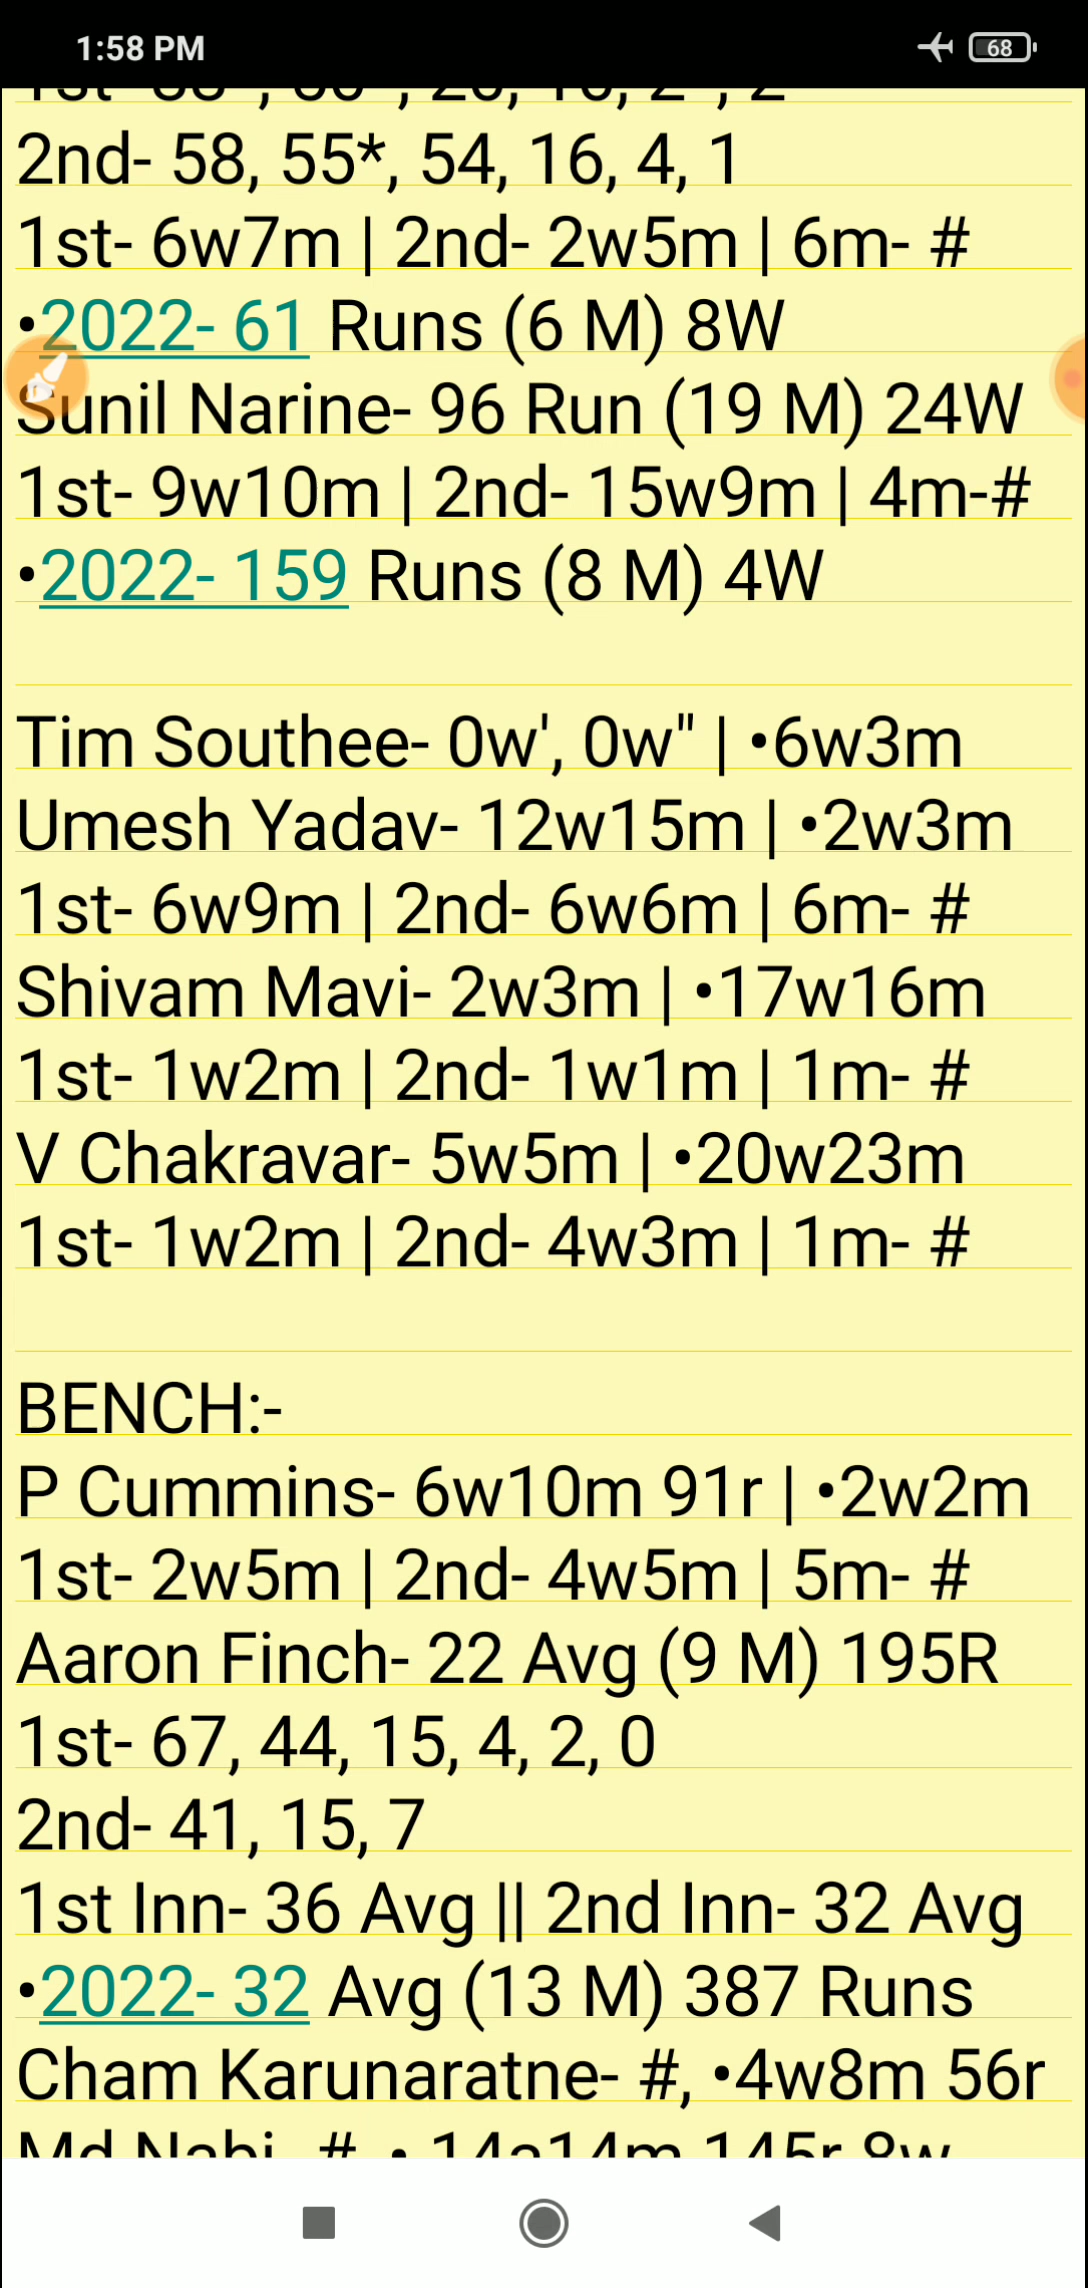 1:58 PM 68
2nd- 58, 55*, 54, 16, 4, 1
1st- 6w7m | 2nd- 2w5m | 6m- #
•2022- 61 Runs (6 M) 8W
Sunil Narine- 96 Run (19 M) 24W
1st- 9w10m | 2nd- 15w9m | 4m-#
•2022- 159 Runs (8 M) 4W
Tim Southee- 0w', 0w" | •6w3m
Umesh Yadav- 12w15m | •2w3m
1st- 6w9m | 2nd- 6w6m | 6m- #
Shivam Mavi- 2w3m | •17w16m
1st- 1w2m | 2nd- 1w1m | 1m- #
V Chakravar- 5w5m | •20w23m
1st- 1w2m | 2nd- 4w3m | 1m- #
BENCH:-
P Cummins- 6w10m 91r | •2w2m
1st- 2w5m | 2nd- 4w5m | 5m- #
Aaron Finch- 22 Avg (9 M) 195R
1st- 67, 44, 15, 4, 2, 0
2nd- 41, 15, 7
1st Inn- 36 Avg || 2nd Inn- 32 Avg
•2022- 32 Avg (13 M) 387 Runs
Cham Karunaratne- #, •4w8m 56r
Md Nabi- #, • 14a14m 145r 8w